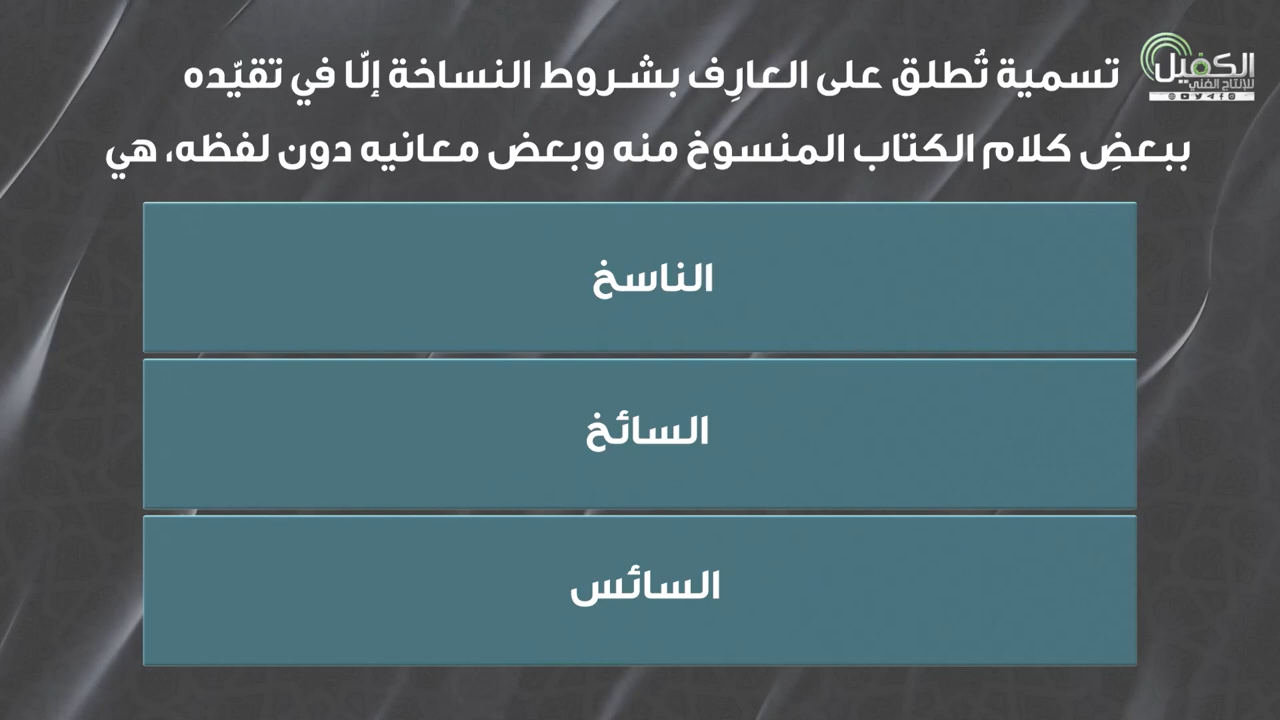 الكفيل
للإنتاج الفني
تسمية تُطلق على العارِف بشروط النساخة إلّا في تقيّده
ببعضِ كلام الكتاب المنسوخ منه وبعض معانيه دون لفظه، هي
الناسخ
السائخ
السائس